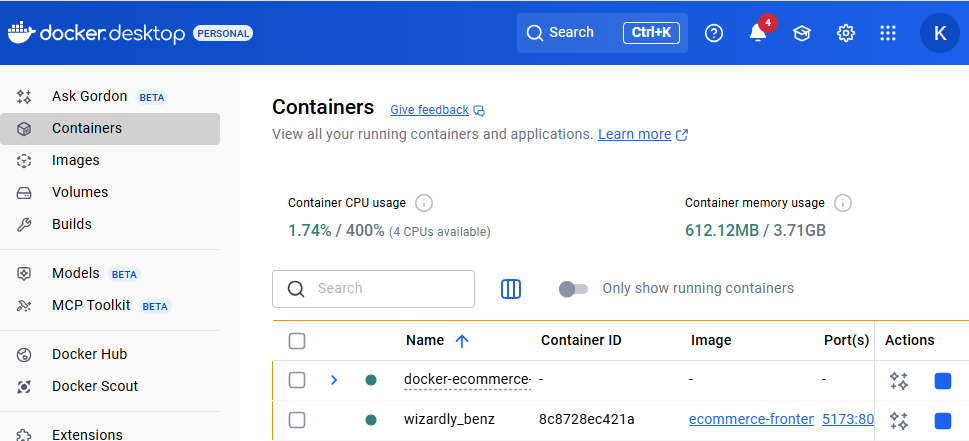 docker.desktop PERSONAL Search Ctrl+K 4 K
Ask Gordon BETA
Containers
Images
Volumes
Builds
Models BETA
MCP Toolkit BETA
Docker Hub
Docker Scout
Extensions
Containers Give feedback
View all your running containers and applications. Learn more
Container CPU usage Container memory usage
1.74% / 400% (4 CPUs available) 612.12MB / 3.71GB
Search Only show running containers
Name Container ID Image Port(s) Actions
docker-ecommerce- - - -
wizardly_benz 8c8728ec421a ecommerce-fronter 5173:80